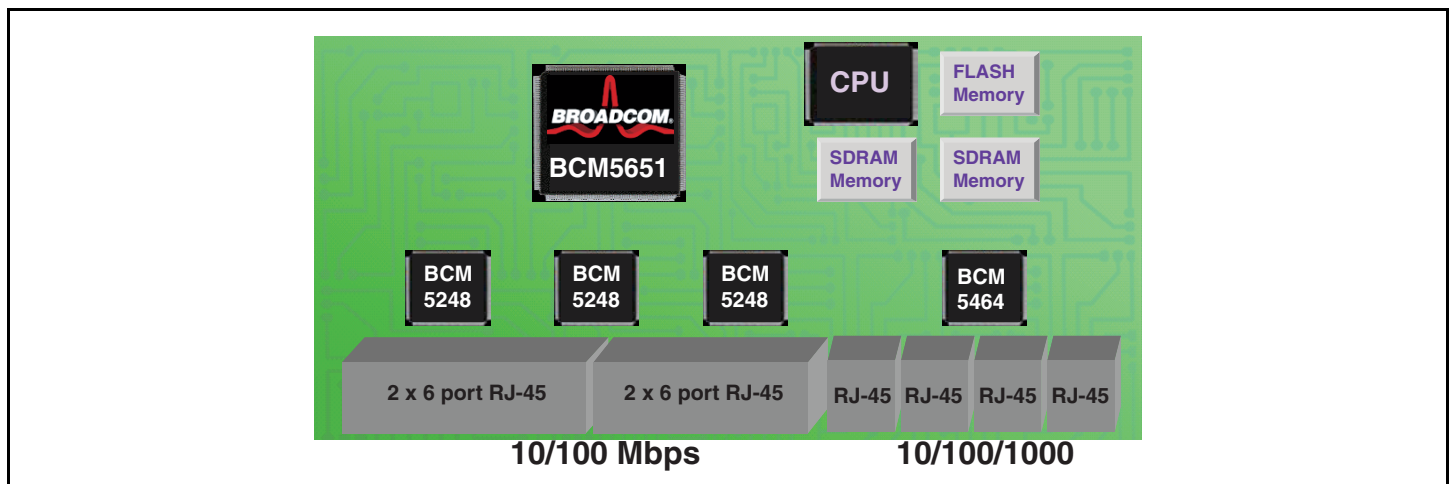 BROADCOM®
BCM5651
CPU
FLASH
Memory
SDRAM
Memory
SDRAM
Memory
BCM
5248
BCM
5248
BCM
5248
BCM
5464
2 x 6 port RJ-45
2 x 6 port RJ-45
RJ-45
RJ-45
RJ-45
RJ-45
10/100 Mbps
10/100/1000